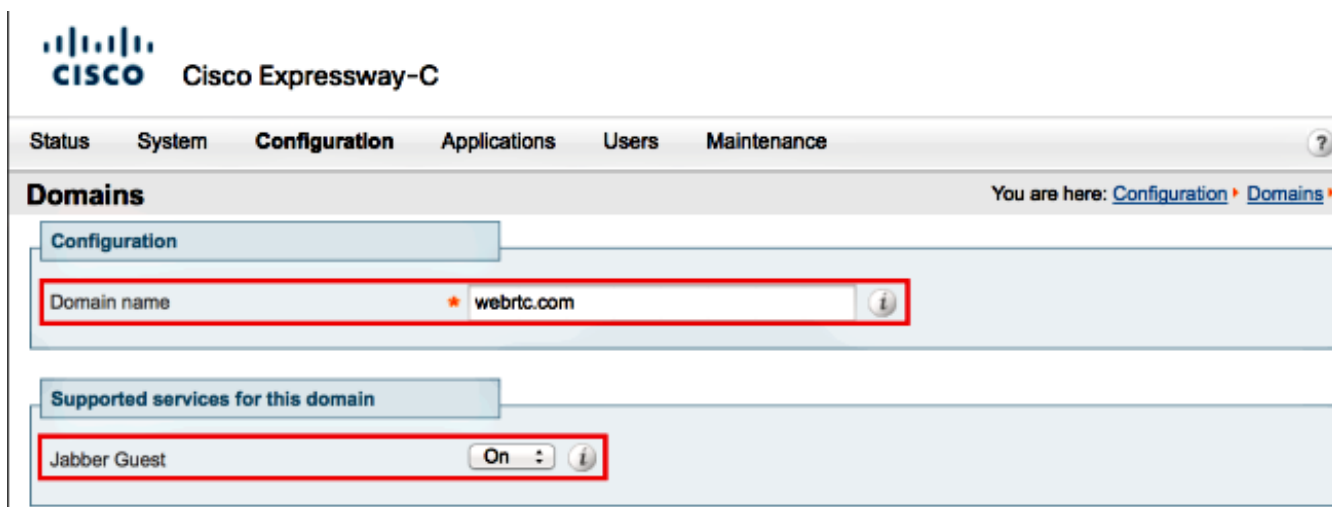 CISCO Cisco Expressway-C
Status System Configuration Applications Users Maintenance ?
Domains You are here: Configuration Domains
Configuration
Domain name * webrtc.com i
Supported services for this domain
Jabber Guest On i